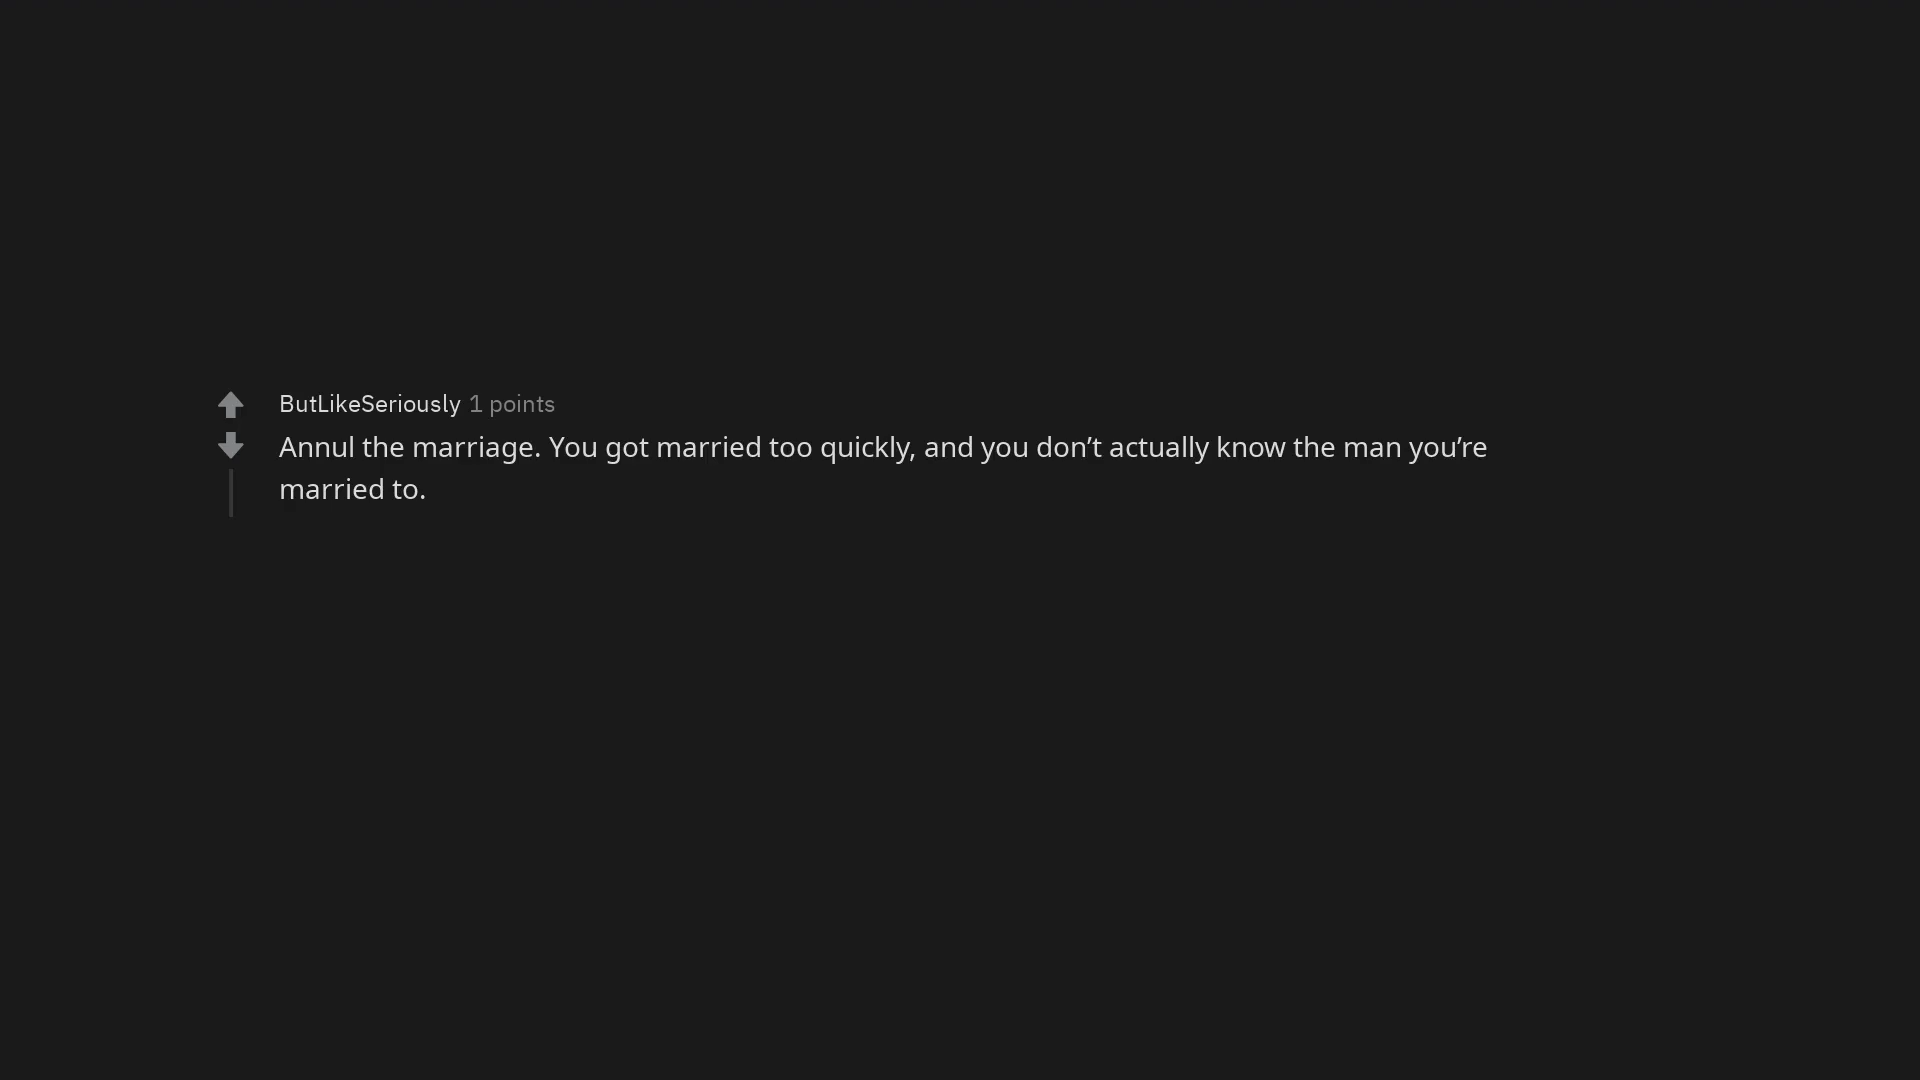 ButLikeSeriously 1 points
Annul the marriage. You got married too quickly, and you don’t actually know the man you’re
married to.